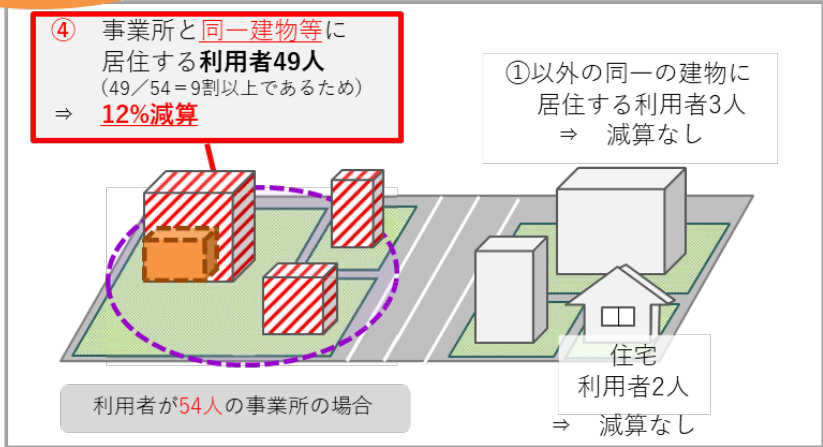 ④ 事業所と同一建物等に
居住する利用者49人
（49／54＝9割以上であるため）
⇒ 12%減算
①以外の同一の建物に
居住する利用者3人
⇒ 減算なし
住宅
利用者2人
⇒ 減算なし
利用者が54人の事業所の場合